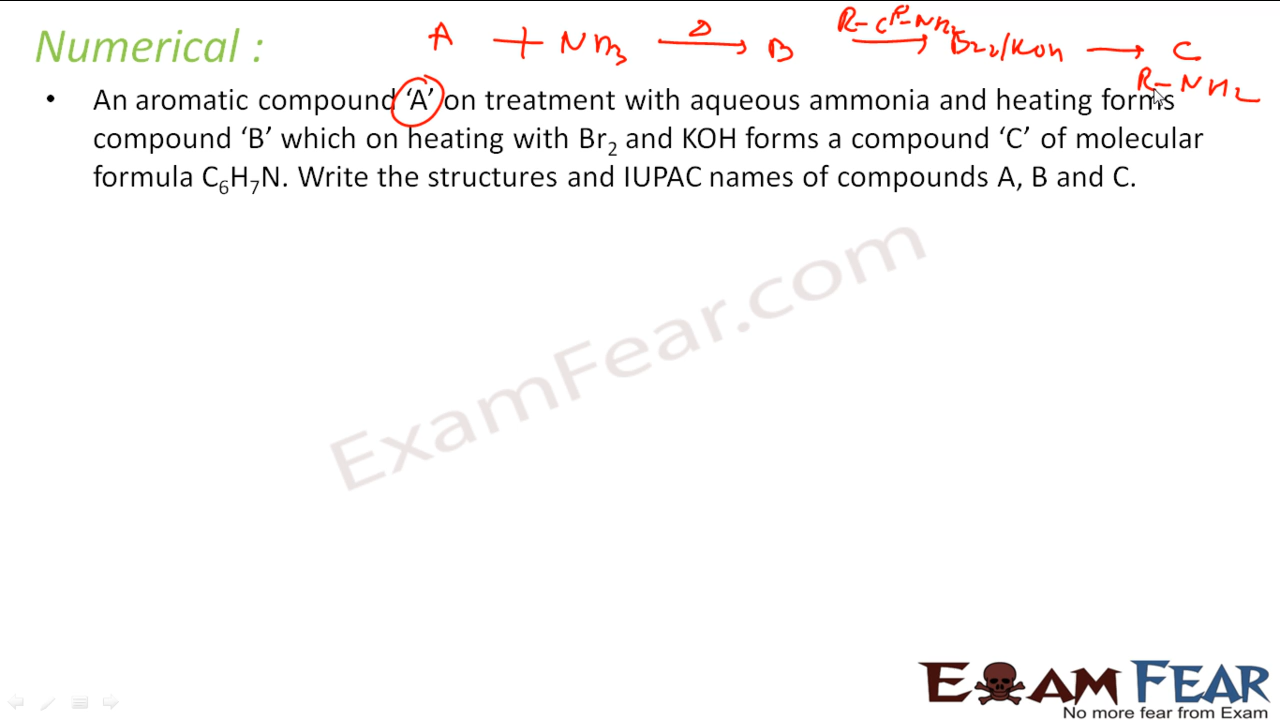 Numerical :
A + NH3 Δ→ B R-C-NH2 → Br2/KOH → C
R-NH2
• An aromatic compound ‘A’ on treatment with aqueous ammonia and heating forms
compound ‘B’ which on heating with Br2 and KOH forms a compound ‘C’ of molecular
formula C6H7N. Write the structures and IUPAC names of compounds A, B and C.
ExamFear.com
EXAM FEAR
No more fear from Exam